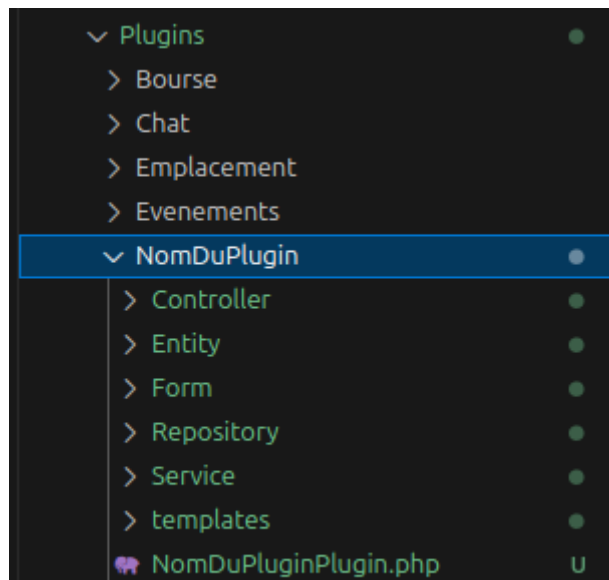 Plugins
Bourse
Chat
Emplacement
Evenements
NomDuPlugin
Controller
Entity
Form
Repository
Service
templates
NomDuPluginPlugin.php U